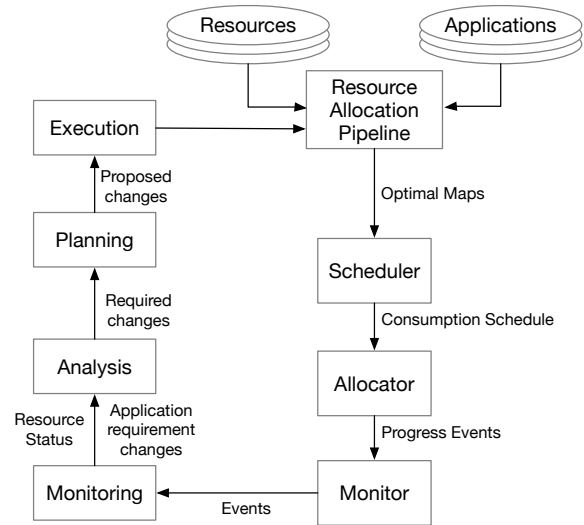 Resources
Applications
Resource
Allocation
Pipeline
Execution
Proposed
changes
Optimal Maps
Planning
Scheduler
Required
changes
Consumption Schedule
Analysis
Allocator
Resource
Status
Application
requirement
changes
Progress Events
Monitoring
Events
Monitor